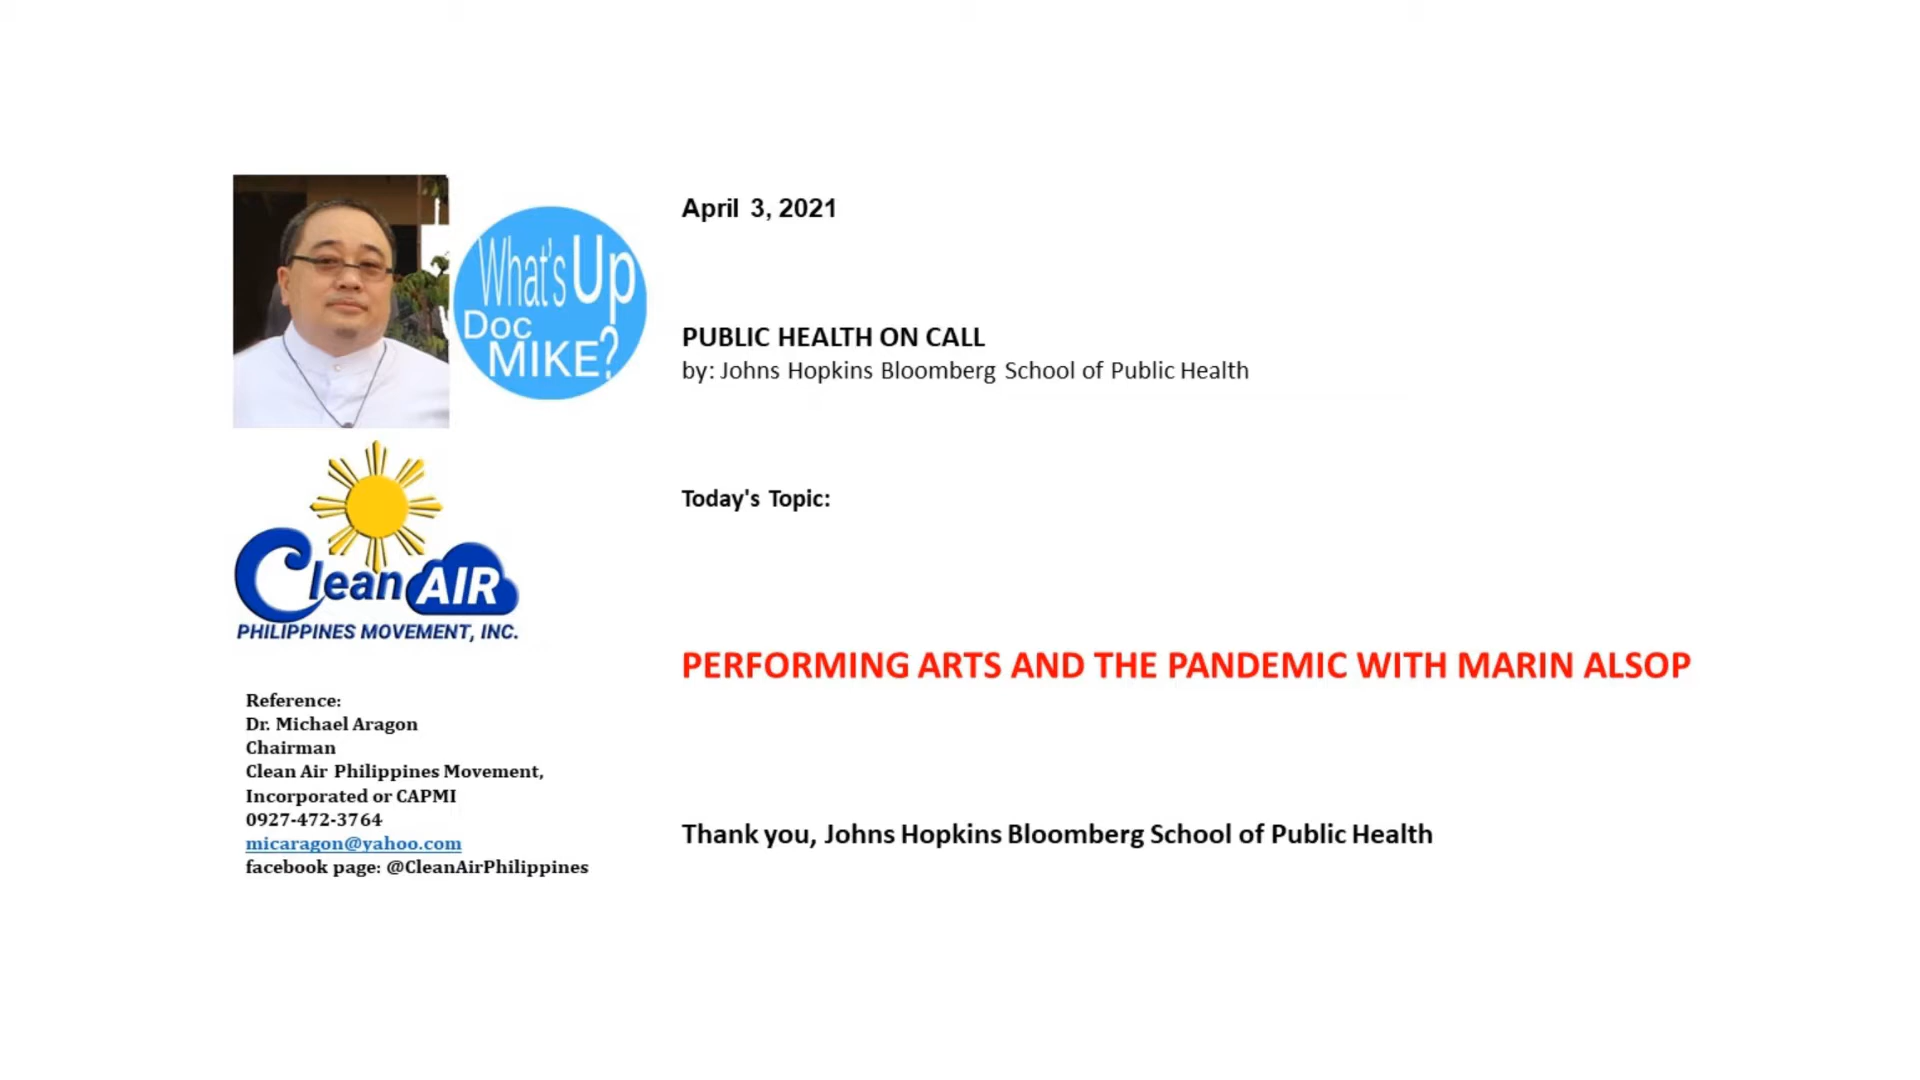 What's Up
Doc
MIKE?
Clean AIR
PHILIPPINES MOVEMENT, INC.
Reference:
Dr. Michael Aragon
Chairman
Clean Air Philippines Movement,
Incorporated or CAPMI
0927-472-3764
micaragon@yahoo.com
facebook page: @CleanAirPhilippines
April 3, 2021
PUBLIC HEALTH ON CALL
by: Johns Hopkins Bloomberg School of Public Health
Today's Topic:
PERFORMING ARTS AND THE PANDEMIC WITH MARIN ALSOP
Thank you, Johns Hopkins Bloomberg School of Public Health